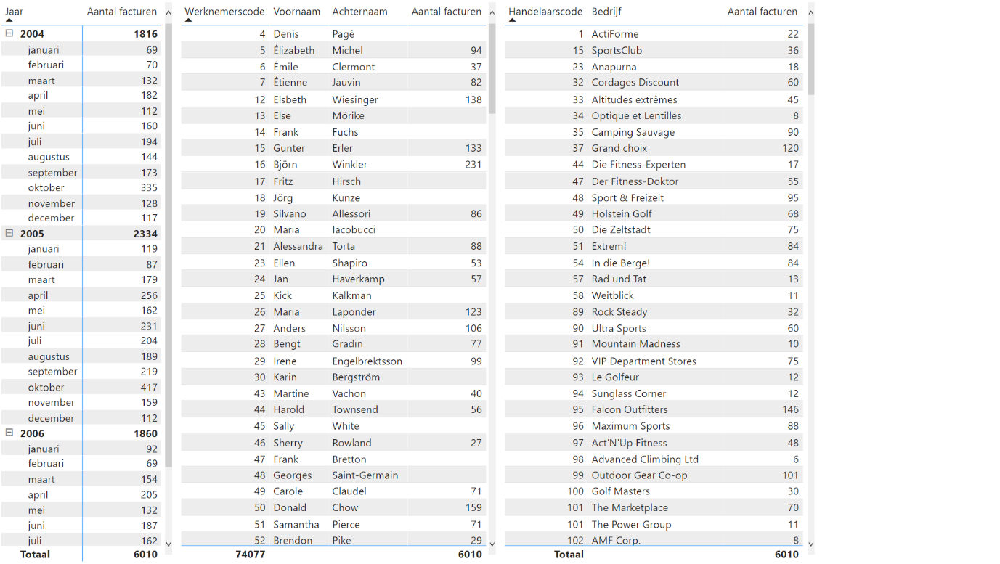 Jaar Aantal facturen
2004 1816
januari 69
februari 70
maart 132
april 182
mei 112
juni 160
juli 194
augustus 144
september 173
oktober 335
november 128
december 117
2005 2334
januari 119
februari 87
maart 179
april 256
mei 162
juni 231
juli 204
augustus 189
september 219
oktober 417
november 159
december 112
2006 1860
januari 92
februari 69
maart 154
april 205
mei 132
juni 187
juli 162
Totaal 6010
Werknemerscode Voornaam Achternaam Aantal facturen
4 Denis Pagé
5 Élizabeth Michel 94
6 Émile Clermont 37
7 Étienne Jauvin 82
12 Elsbeth Wiesinger 138
13 Else Mörike
14 Frank Fuchs
15 Gunter Erler 133
16 Björn Winkler 231
17 Fritz Hirsch
18 Jörg Kunze
19 Silvano Allessori 86
20 Maria Iacobucci
21 Alessandra Torta 88
23 Ellen Shapiro 53
24 Jan Haverkamp 57
25 Kick Kalkman
26 Maria Laponder 123
27 Anders Nilsson 106
28 Bengt Gradin 77
29 Irene Engelbrektsson 99
30 Karin Bergström
43 Martine Vachon 40
44 Harold Townsend 56
45 Sally White
46 Sherry Rowland 27
47 Frank Bretton
48 Georges Saint-Germain
49 Carole Claudel 71
50 Donald Chow 159
51 Samantha Pierce 71
52 Brendon Pike 29
74077 6010
Handelaarscode Bedrijf Aantal facturen
1 ActiForme 22
15 SportsClub 36
23 Anapurna 18
32 Cordages Discount 60
33 Altitudes extrêmes 45
34 Optique et Lentilles 8
35 Camping Sauvage 90
37 Grand choix 120
44 Die Fitness-Experten 17
47 Der Fitness-Doktor 55
48 Sport & Freizeit 95
49 Holstein Golf 68
50 Die Zeltstadt 75
51 Extrem! 84
54 In die Berge! 84
57 Rad und Tat 13
58 Weitblick 11
89 Rock Steady 32
90 Ultra Sports 60
91 Mountain Madness 10
92 VIP Department Stores 75
93 Le Golfeur 12
94 Sunglass Corner 12
95 Falcon Outfitters 146
96 Maximum Sports 88
97 Act'N'Up Fitness 48
98 Advanced Climbing Ltd 6
99 Outdoor Gear Co-op 101
100 Golf Masters 30
101 The Marketplace 70
101 The Power Group 11
102 AMF Corp. 8
Totaal 6010